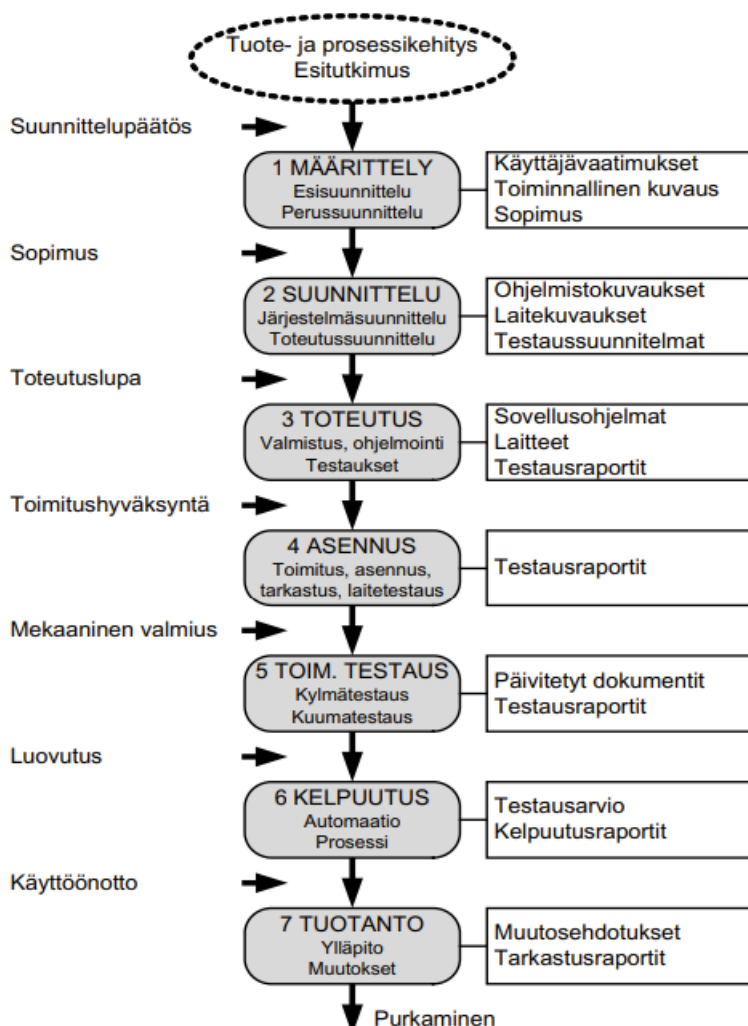 Tuote- ja prosessikehitys
Esitutkimus
Suunnittelupäätös
1 MÄÄRITTELY
Esisuunnittelu
Perussuunnittelu
Käyttäjävaatimukset
Toiminnallinen kuvaus
Sopimus
Sopimus
2 SUUNNITTELU
Järjestelmäsuunnittelu
Toteutussuunnittelu
Ohjelmistokuvaukset
Laitekuvaukset
Testaussuunnitelmat
Toteutuslupa
3 TOTEUTUS
Valmistus, ohjelmointi
Testaukset
Sovellusohjelmat
Laitteet
Testausraportit
Toimitushyväksyntä
4 ASENNUS
Toimitus, asennus,
tarkastus, laitetestaus
Testausraportit
Mekaaninen valmius
5 TOIM. TESTAUS
Kylmätestaus
Kuumatestaus
Päivitetyt dokumentit
Testausraportit
Luovutus
6 KELPUUTUS
Automaatio
Prosessi
Testausarvio
Kelpuutusraportit
Käyttöönotto
7 TUOTANTO
Ylläpito
Muutokset
Muutosehdotukset
Tarkastusraportit
Purkaminen